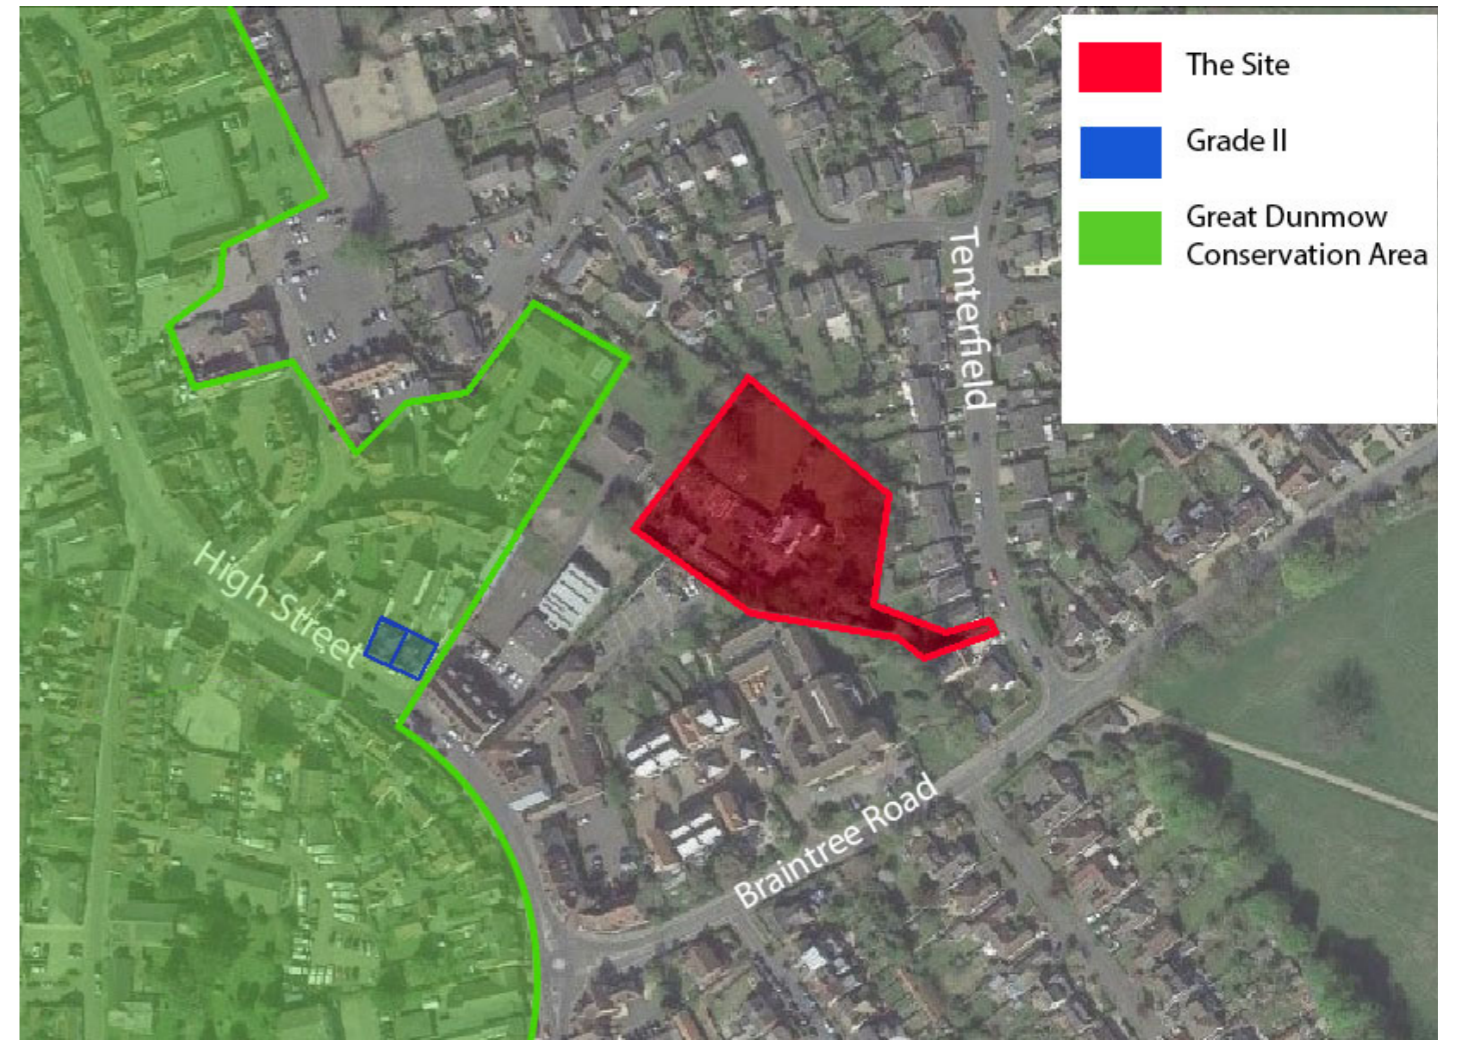 The Site
Grade II
Great Dunmow
Conservation Area
Tenterfield
High Street
Braintree Road